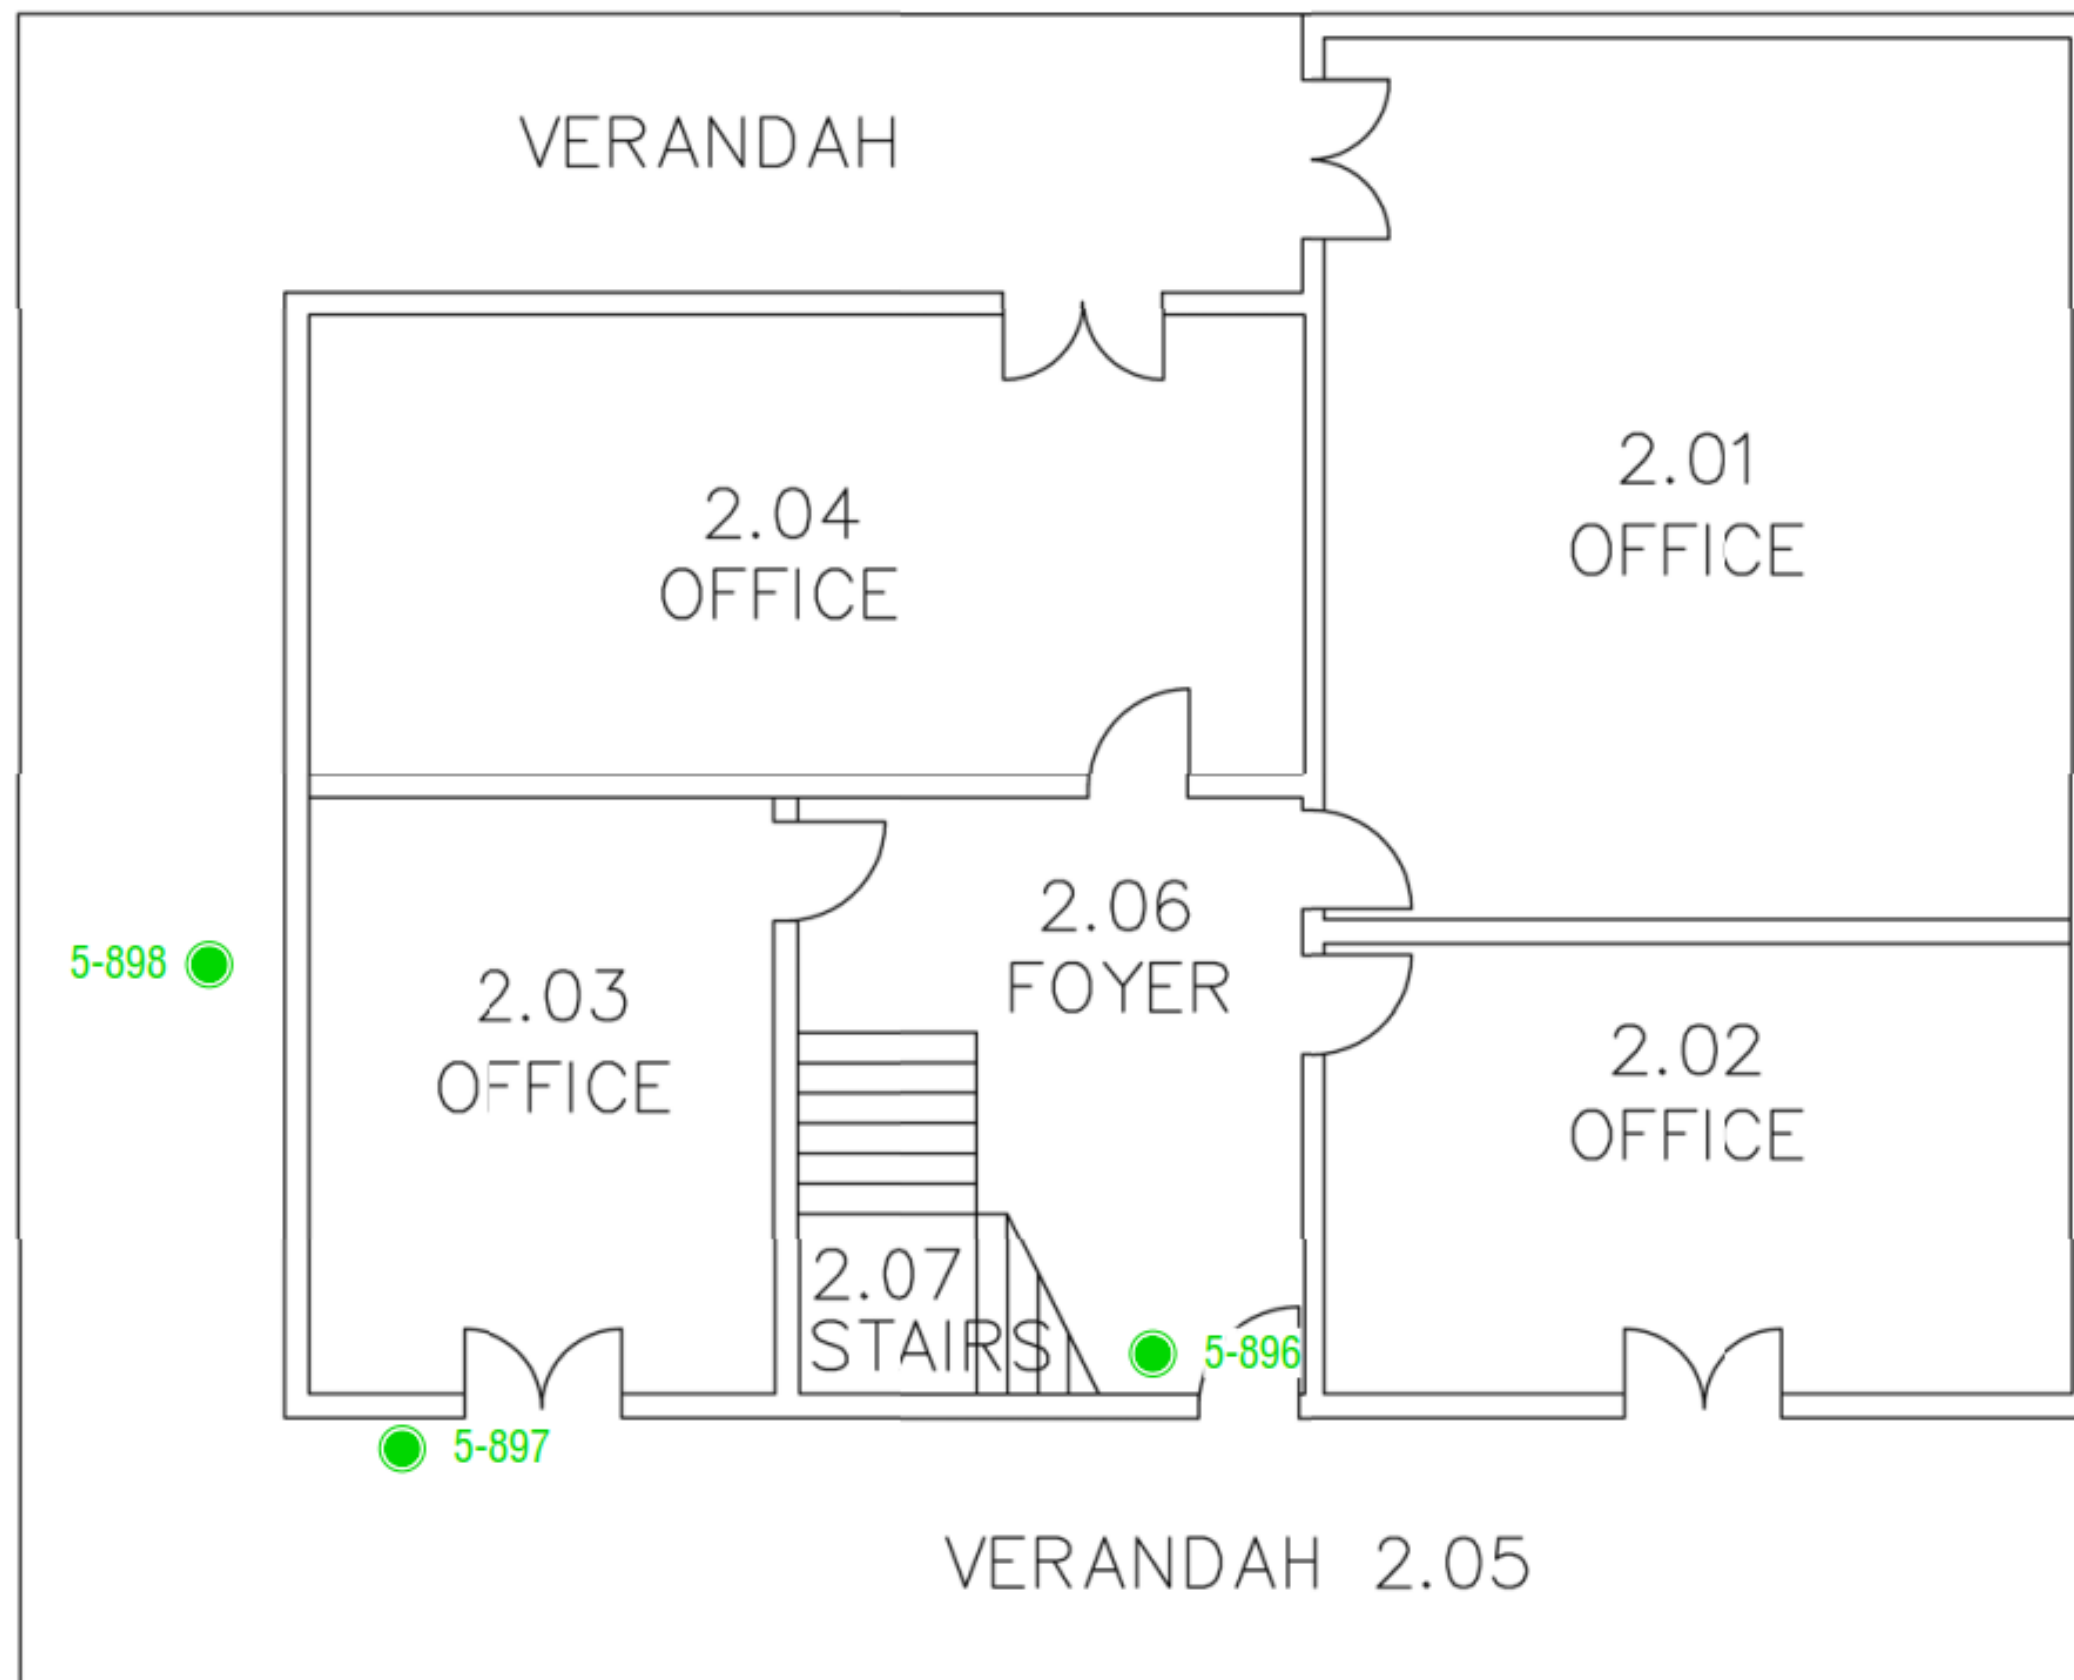 VERANDAH
2.01
OFFICE
2.04
OFFICE
2.06
FOYER
5-898
2.03
OFFICE
2.02
OFFICE
2.07
STAIRS
5-896
5-897
VERANDAH 2.05